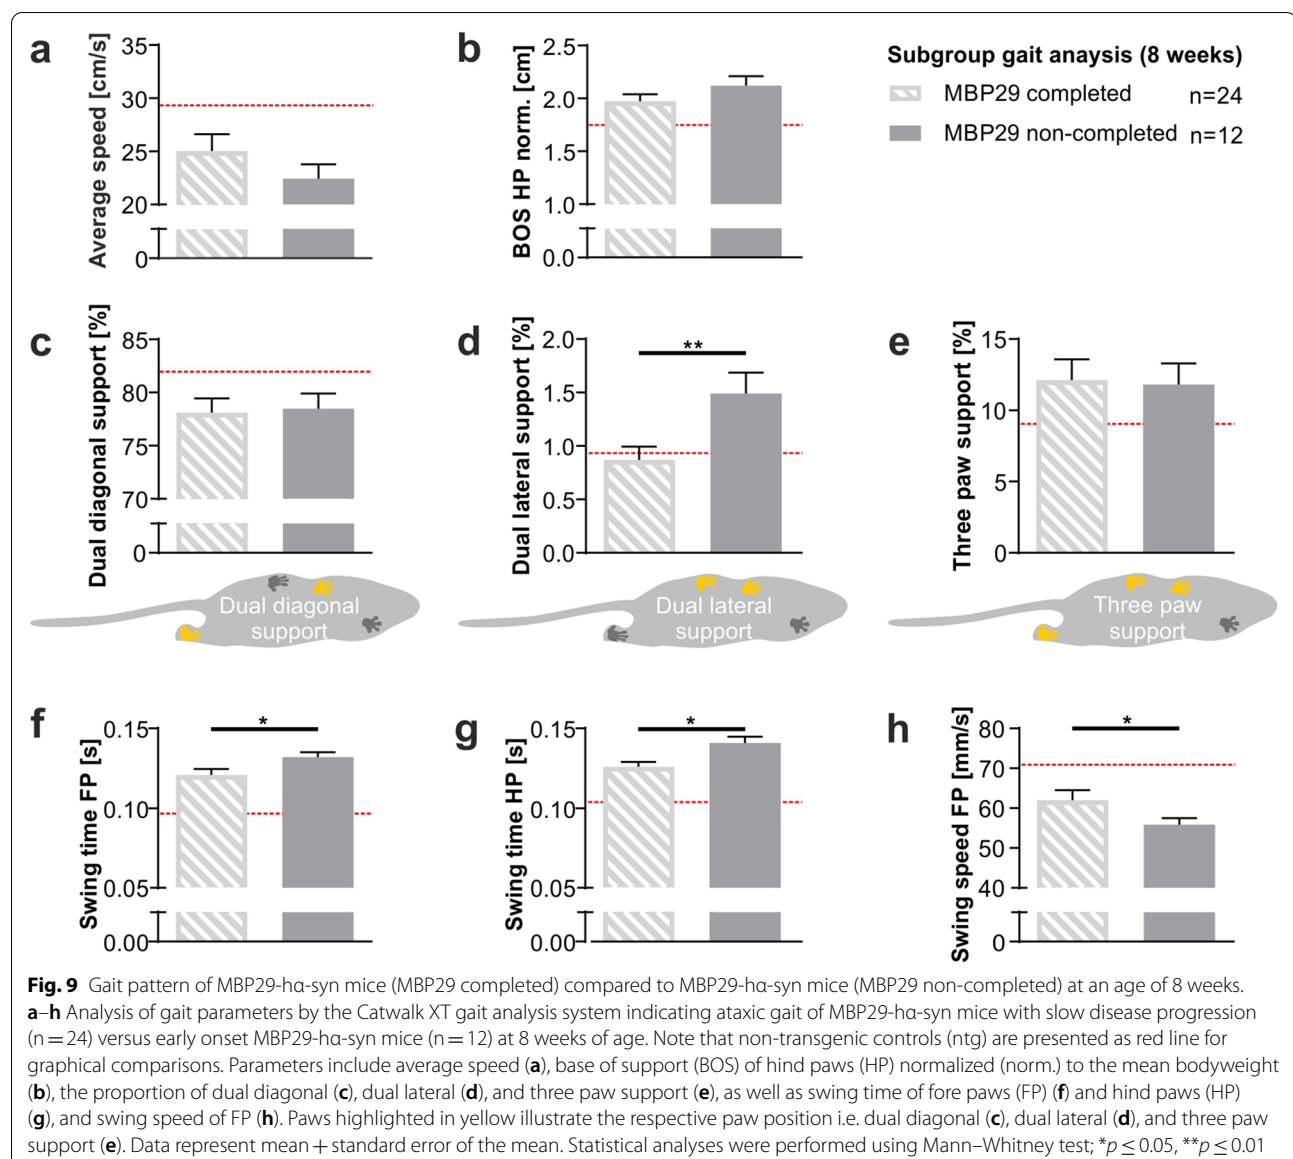 a
Average speed [cm/s]
35
30
25
20
0
b
BOS HP norm. [cm]
2.5
2.0
1.5
1.0
0.0
Subgroup gait anaysis (8 weeks)
MBP29 completed n=24
MBP29 non-completed n=12
c
Dual diagonal support [%]
85
80
75
70
0
d
Dual lateral support [%]
2.0
1.5
1.0
0.5
0.0
**
e
Three paw support [%]
15
10
5
0
Dual diagonal
support
Dual lateral
support
Three paw
support
f
Swing time FP [s]
0.15
0.10
0.05
0.00
*
g
Swing time HP [s]
0.15
0.10
0.05
0.00
*
h
Swing speed FP [mm/s]
80
70
60
50
40
0
*
Fig. 9 Gait pattern of MBP29-hα-syn mice (MBP29 completed) compared to MBP29-hα-syn mice (MBP29 non-completed) at an age of 8 weeks.
a–h Analysis of gait parameters by the Catwalk XT gait analysis system indicating ataxic gait of MBP29-hα-syn mice with slow disease progression
(n = 24) versus early onset MBP29-hα-syn mice (n = 12) at 8 weeks of age. Note that non-transgenic controls (ntg) are presented as red line for
graphical comparisons. Parameters include average speed (a), base of support (BOS) of hind paws (HP) normalized (norm.) to the mean bodyweight
(b), the proportion of dual diagonal (c), dual lateral (d), and three paw support (e), as well as swing time of fore paws (FP) (f) and hind paws (HP)
(g), and swing speed of FP (h). Paws highlighted in yellow illustrate the respective paw position i.e. dual diagonal (c), dual lateral (d), and three paw
support (e). Data represent mean + standard error of the mean. Statistical analyses were performed using Mann–Whitney test; *p ≤ 0.05, **p ≤ 0.01